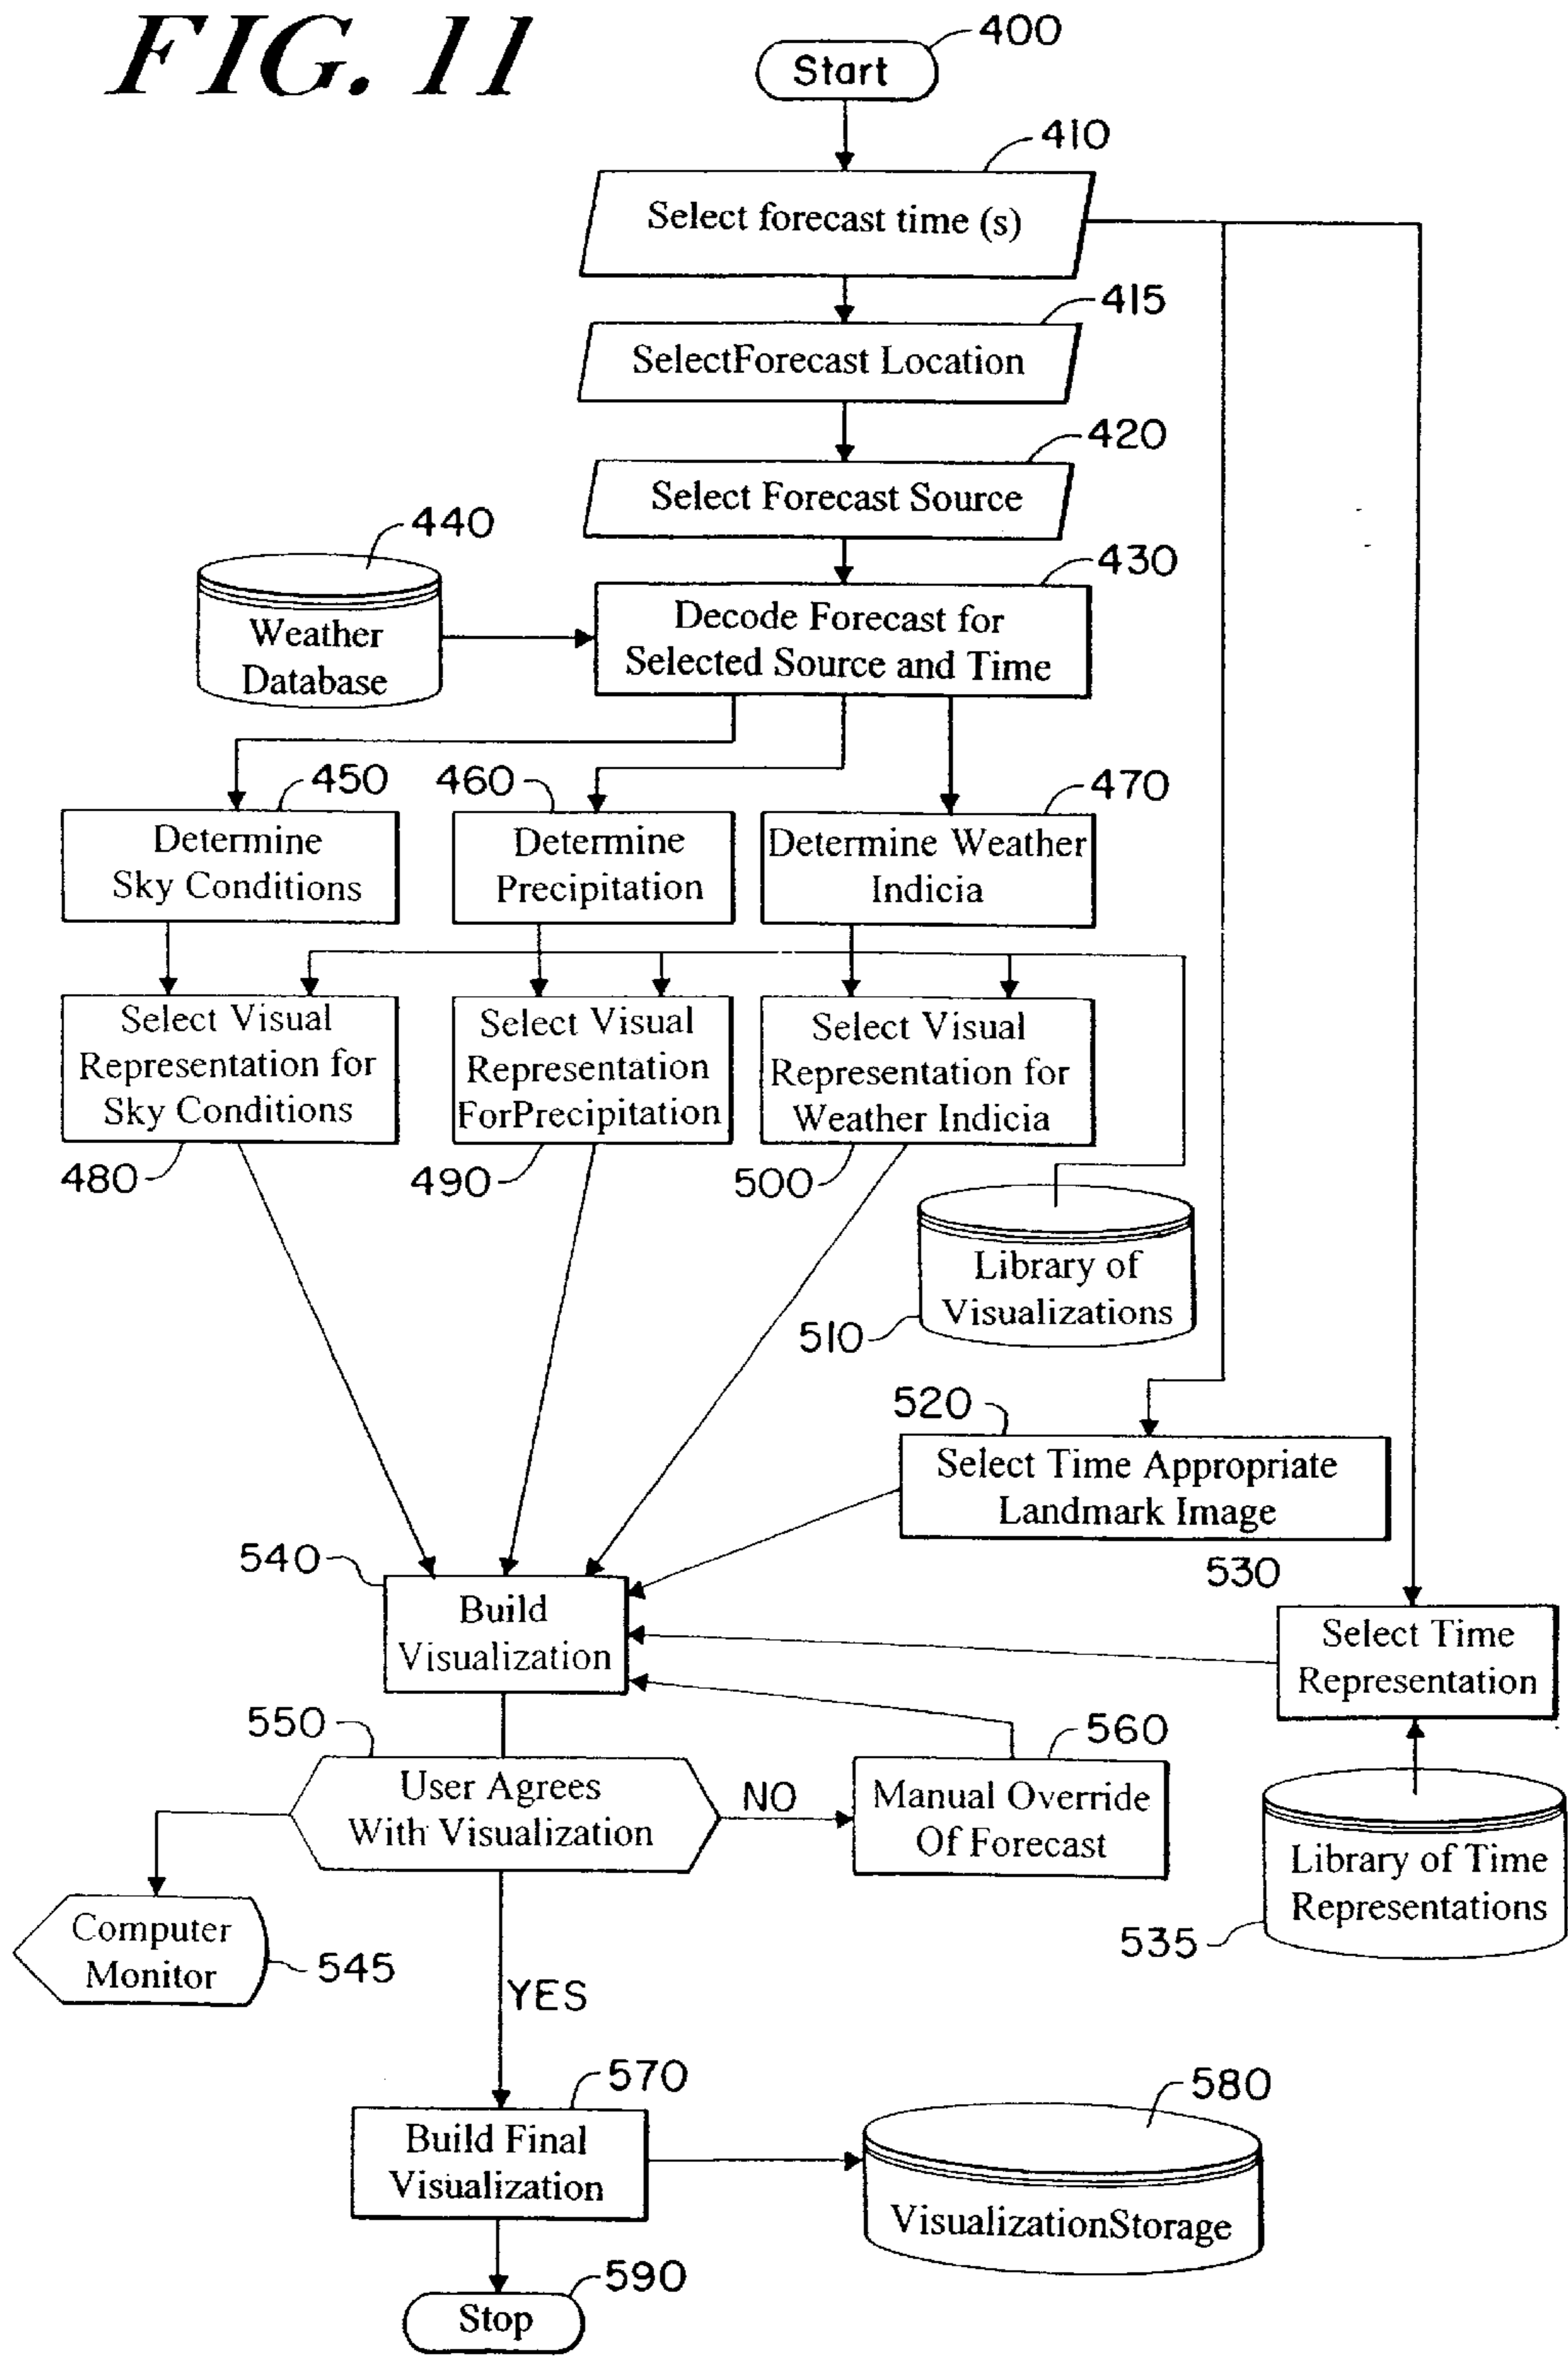 FIG. 11
400
Start
410
Select forecast time (s)
415
SelectForecast Location
420
Select Forecast Source
440
430
Weather
Database
Decode Forecast for
Selected Source and Time
450
460
470
Determine
Sky Conditions
Determine
Precipitation
Determine Weather
Indicia
Select Visual
Representation for
Sky Conditions
Select Visual
Representation
ForPrecipitation
Select Visual
Representation for
Weather Indicia
480
490
500
Library of
Visualizations
510
520
Select Time Appropriate
Landmark Image
530
540
Build
Visualization
Select Time
Representation
550
560
User Agrees
With Visualization
NO
Manual Override
Of Forecast
Library of Time
Representations
535
Computer
Monitor
545
YES
570
580
Build Final
Visualization
VisualizationStorage
590
Stop